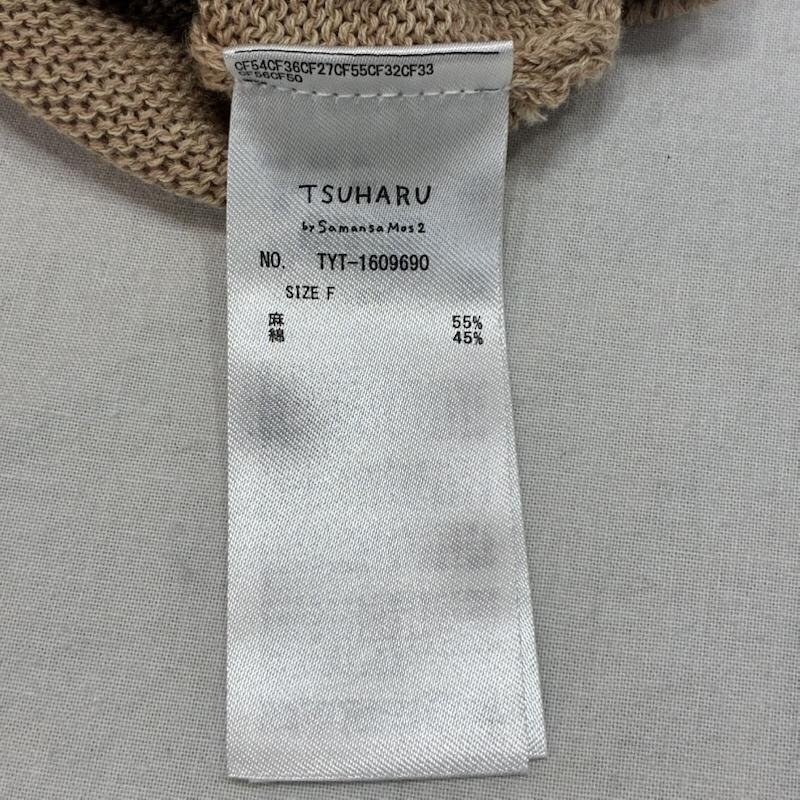 CF54CF36CF27CF55CF32CF33
CF56CF50
TSUHARU
by Samansa Mos2
NO. TYT-1609690
SIZE F
麻 55%
綿 45%